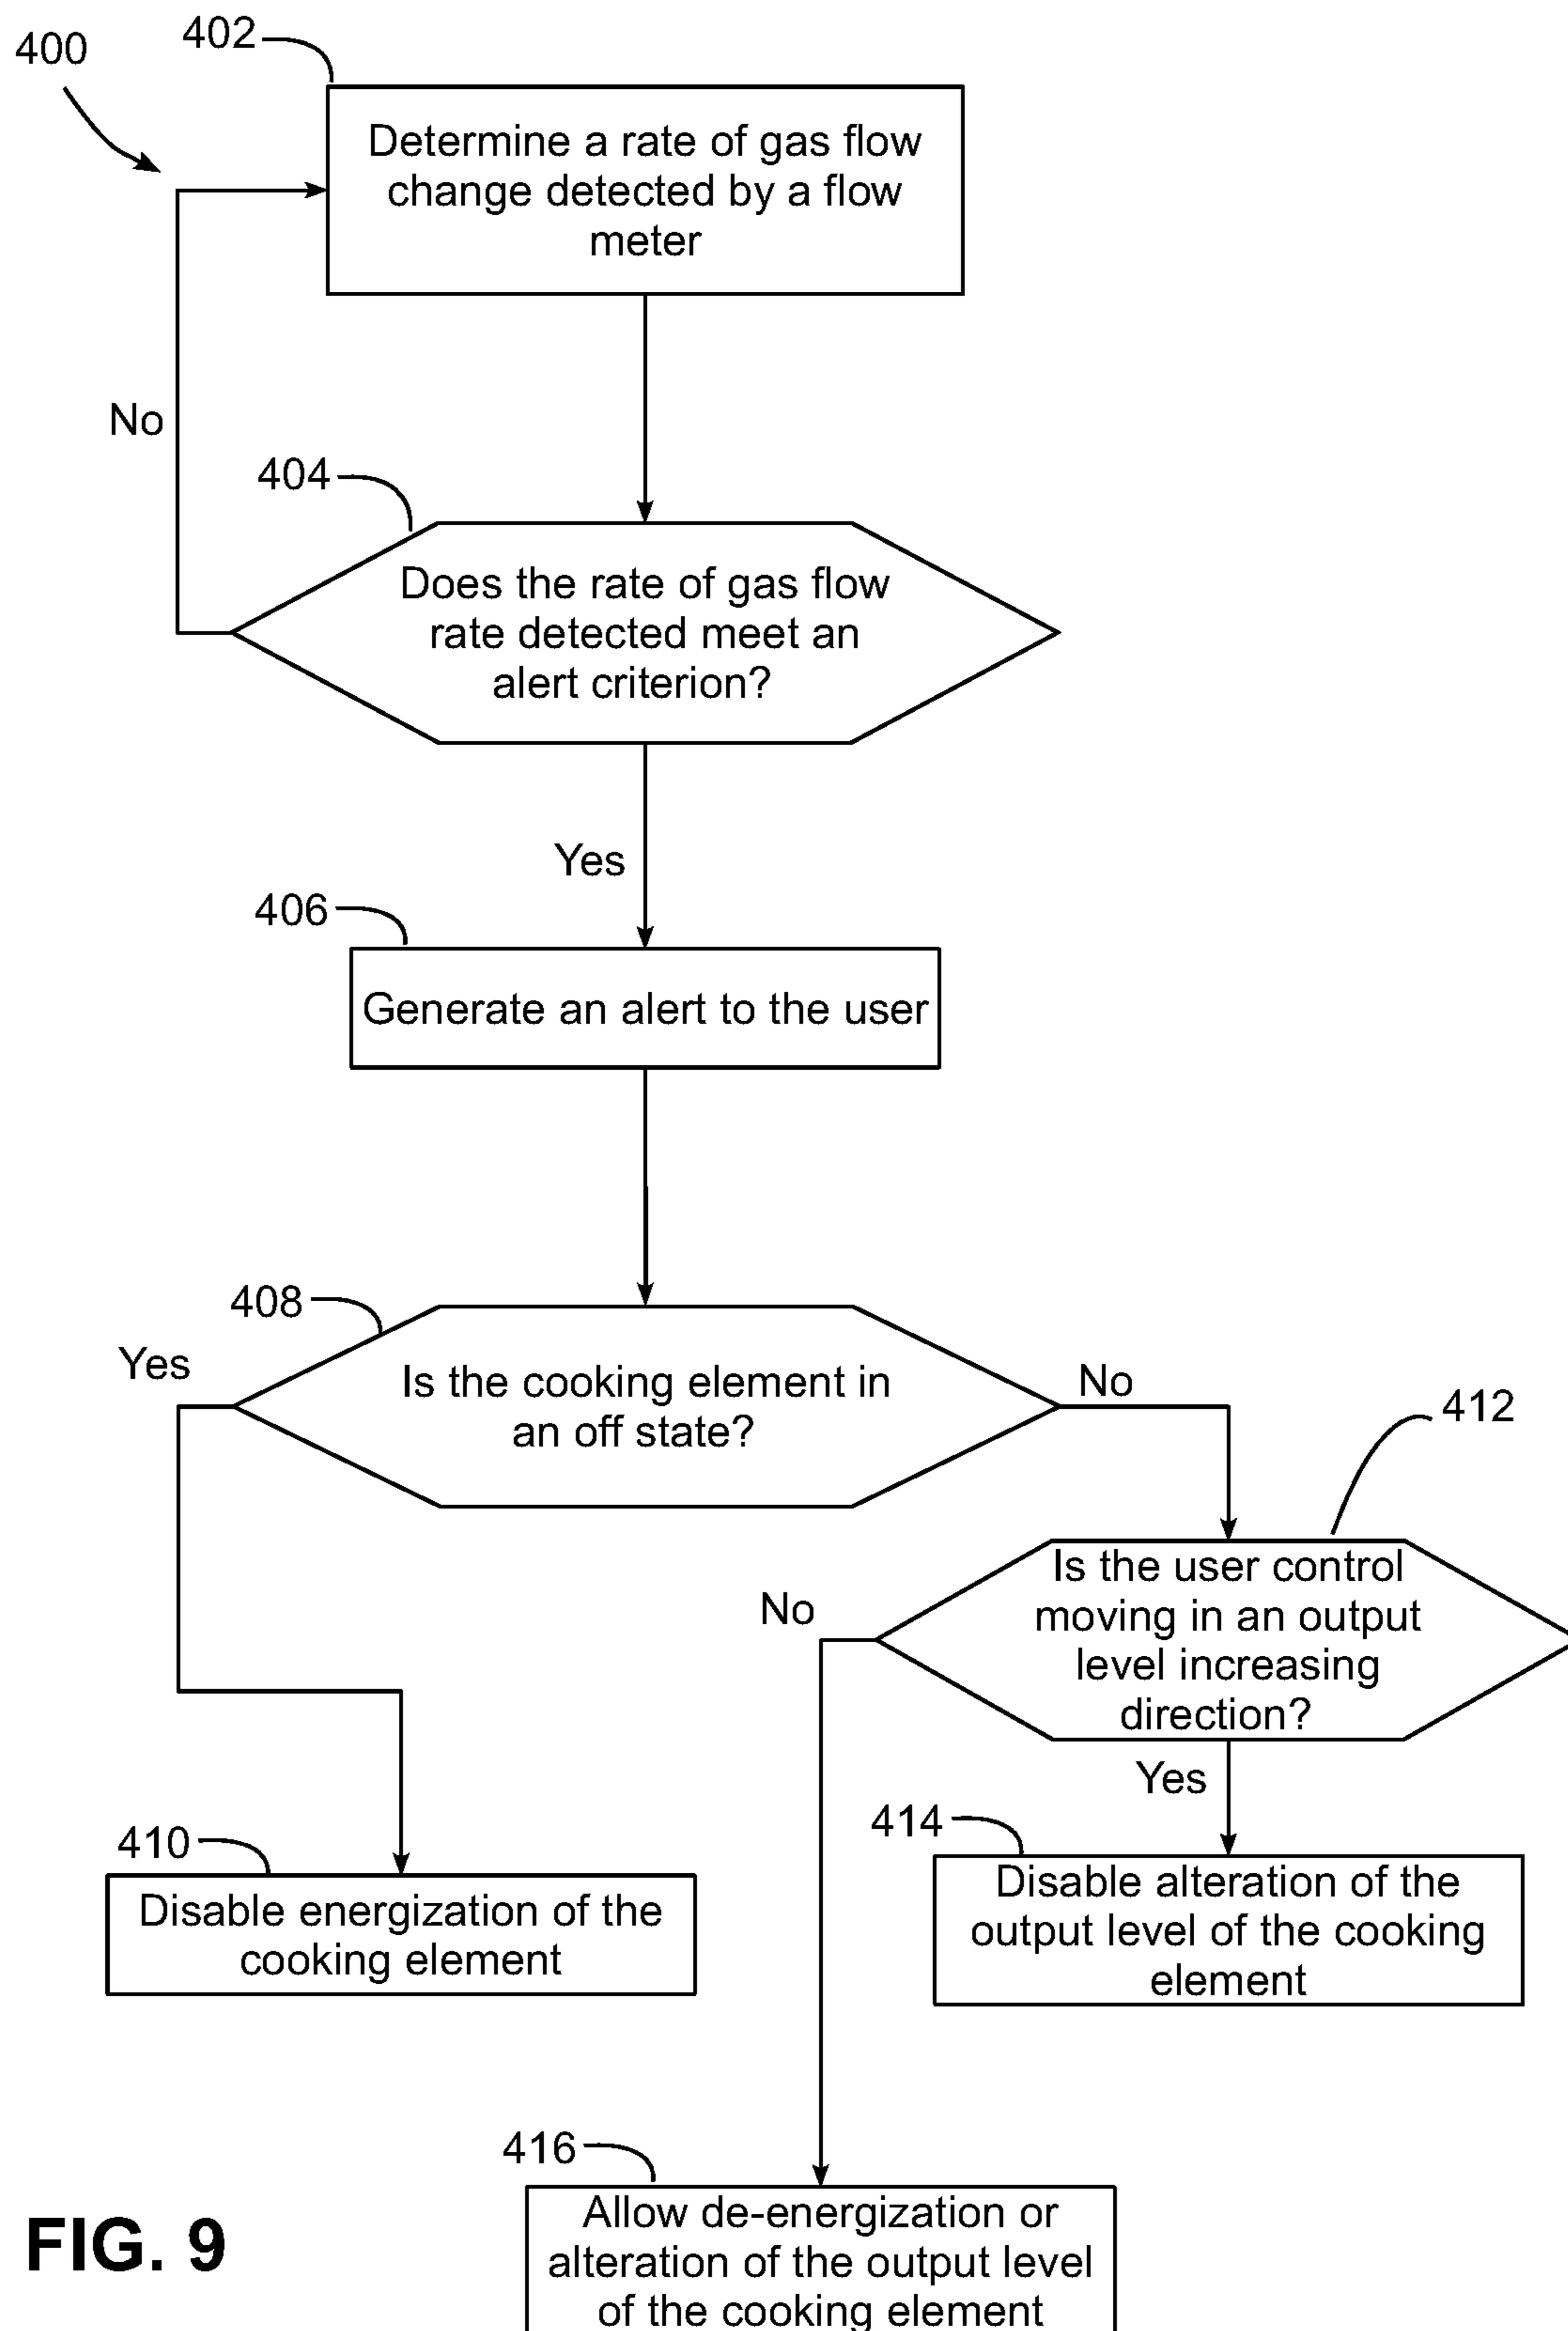 400
402
Determine a rate of gas flow
change detected by a flow
meter
No
404
Does the rate of gas flow
rate detected meet an
alert criterion?
Yes
406
Generate an alert to the user
408
Yes
Is the cooking element in
an off state?
No
412
Is the user control
moving in an output
level increasing
direction?
No
Yes
410
Disable energization of the
cooking element
414
Disable alteration of the
output level of the cooking
element
416
Allow de-energization or
alteration of the output level
of the cooking element
FIG. 9